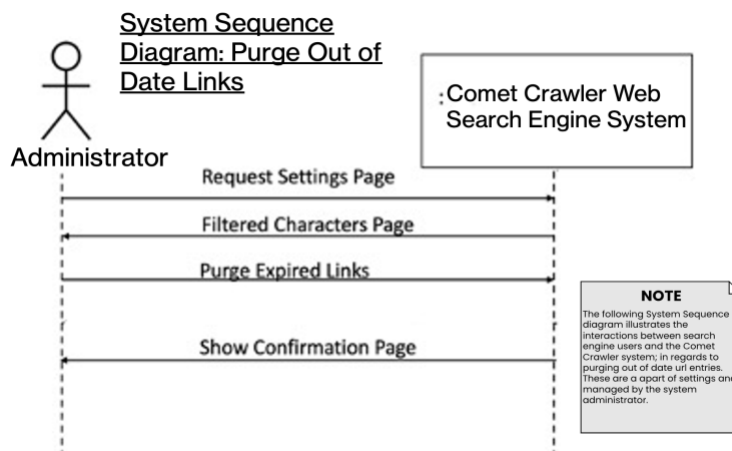 System Sequence
Diagram: Purge Out of
Date Links
:Comet Crawler Web
Search Engine System
Administrator
Request Settings Page
Filtered Characters Page
Purge Expired Links
Show Confirmation Page
NOTE
The following System Sequence
diagram illustrates the
interactions between search
engine users and the Comet
Crawler system; in regards to
purging out of date url entries.
These are a apart of settings and
managed by the system
administrator.